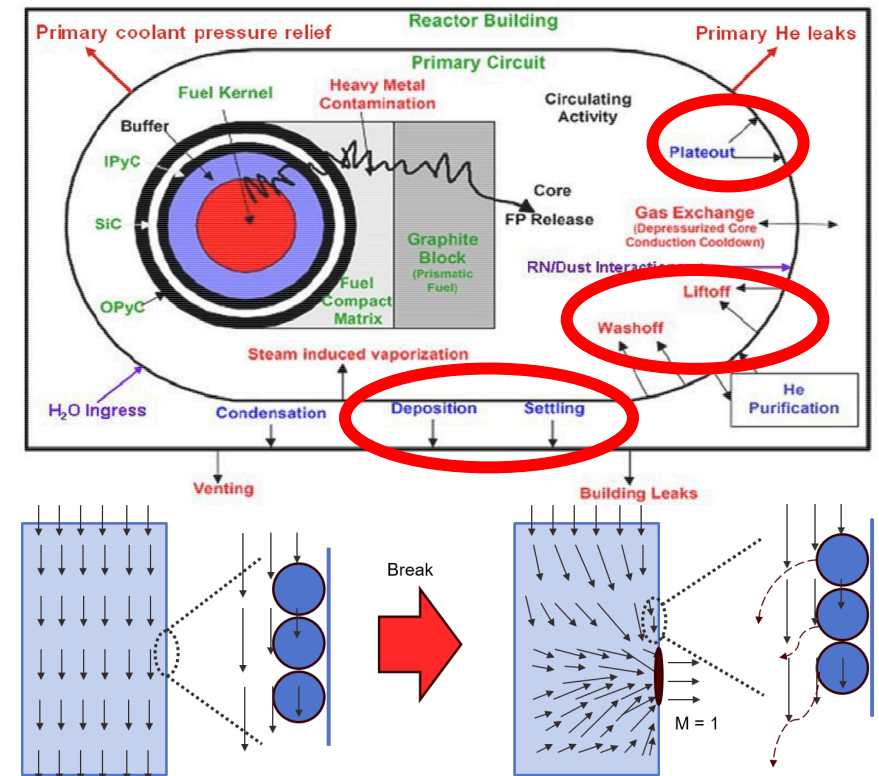 Reactor Building
Primary coolant pressure relief
Primary He leaks
Primary Circuit
Fuel Kernel
Heavy Metal
Contamination
Circulating
Activity
Buffer
Plateout
IPyC
Core
FP Release
SiC
Gas Exchange
(Depressurized Core
Conduction Cooldown)
Graphite
Block
(Prismatic
Fuel)
RN/Dust Interaction
Fuel
Compact
Matrix
Liftoff
OPyC
Washoff
Steam induced vaporization
H₂O Ingress
Condensation
Deposition
Settling
He
Purification
Venting
Building Leaks
Break
M = 1